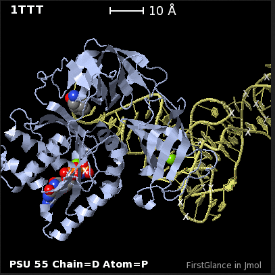 1TTT
10 Å
PSU 55 Chain=D Atom=P
FirstGlance in Jmol